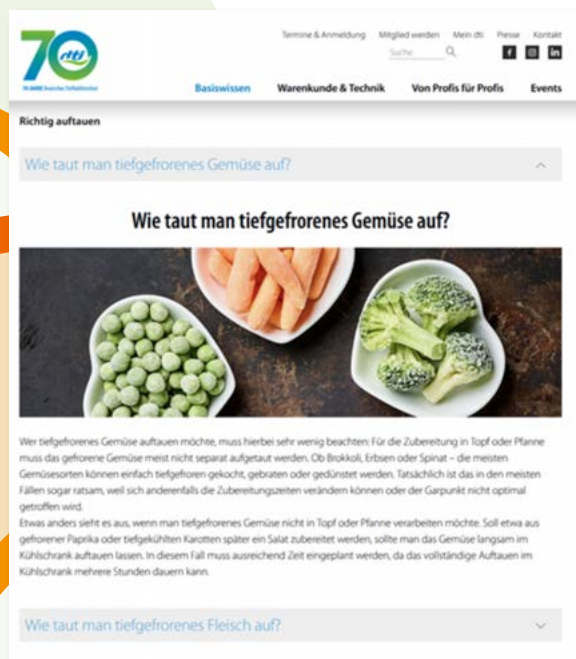 70
dtl
70 JAHRE Deutsches Tiefkühlinstitut
Termine & Anmeldung Mitglied werden Mein dti Presse Kontakt
Suche
Basiswissen Warenkunde & Technik Von Profis für Profis Events
Richtig auftauen
Wie taut man tiefgefrorenes Gemüse auf?
Wie taut man tiefgefrorenes Gemüse auf?
Wer tiefgefrorenes Gemüse auftauen möchte, muss hierbei sehr wenig beachten: Für die Zubereitung in Topf oder Pfanne
muss das gefrorene Gemüse meist nicht separat aufgetaut werden. Ob Brokkoli, Erbsen oder Spinat – die meisten
Gemüsesorten können einfach tiefgefroren gekocht, gebraten oder gedünstet werden. Tatsächlich ist das in den meisten
Fällen sogar ratsam, weil sich anderenfalls die Zubereitungszeiten verändern können oder der Garpunkt nicht optimal
getroffen wird.
Etwas anders sieht es aus, wenn man tiefgefrorenes Gemüse nicht in Topf oder Pfanne verarbeiten möchte. Soll etwa aus
gefrorener Paprika oder tiefgekühlten Karotten später ein Salat zubereitet werden, sollte man das Gemüse langsam im
Kühlschrank auftauen lassen. In diesem Fall muss ausreichend Zeit eingeplant werden, da das vollständige Auftauen im
Kühlschrank mehrere Stunden dauern kann.
Wie taut man tiefgefrorenes Fleisch auf?